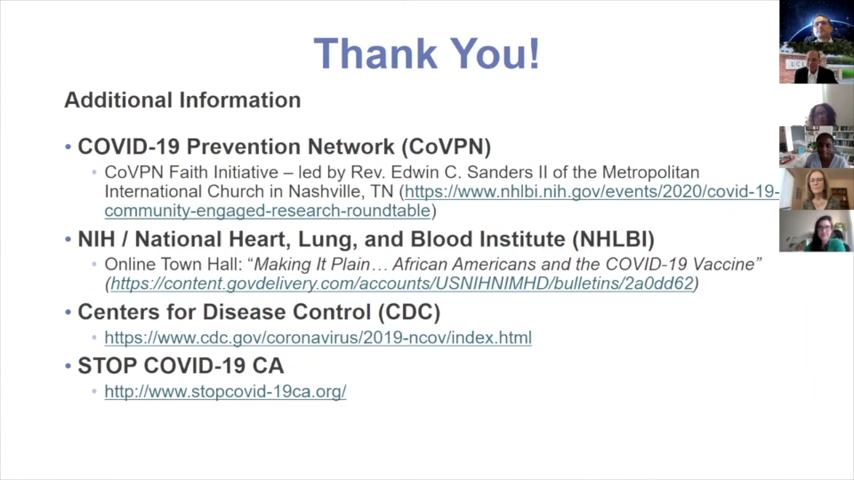 Thank You!
Additional Information
• COVID-19 Prevention Network (CoVPN)
• CoVPN Faith Initiative – led by Rev. Edwin C. Sanders II of the Metropolitan
International Church in Nashville, TN (https://www.nhlbi.nih.gov/events/2020/covid-19-
community-engaged-research-roundtable)
• NIH / National Heart, Lung, and Blood Institute (NHLBI)
• Online Town Hall: “Making It Plain… African Americans and the COVID-19 Vaccine”
(https://content.govdelivery.com/accounts/USNIHNIMHD/bulletins/2a0dd62)
• Centers for Disease Control (CDC)
• https://www.cdc.gov/coronavirus/2019-ncov/index.html
• STOP COVID-19 CA
• http://www.stopcovid-19ca.org/